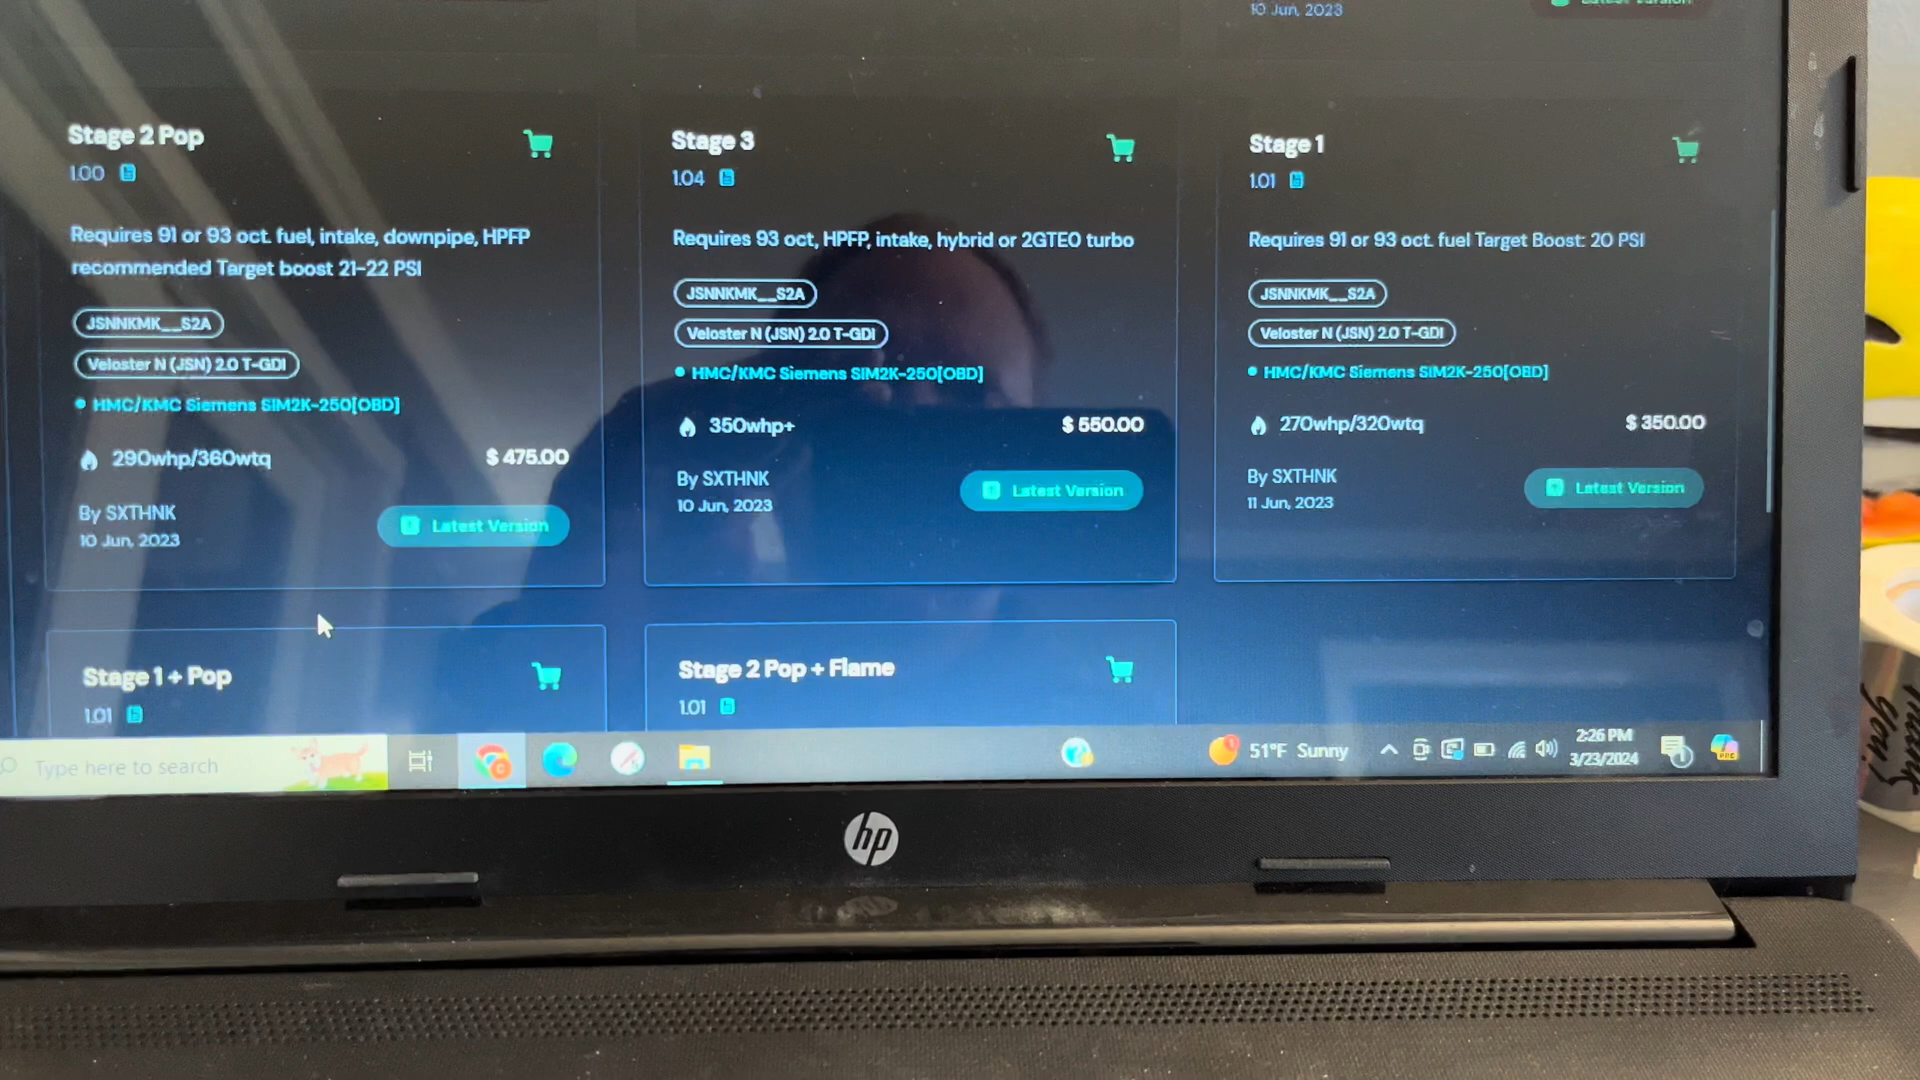 10 Jun, 2023
Latest Version
Stage 2 Pop
1.00
Requires 91 or 93 oct. fuel, intake, downpipe, HPFP
recommended Target boost 21-22 PSI
JSNNKMK__S2A
Veloster N (JSN) 2.0 T-GDI
HMC/KMC Siemens SIM2K-250[OBD]
290whp/360wtq
$ 475.00
By SXTHNK
10 Jun, 2023
Latest Version
Stage 3
1.04
Requires 93 oct, HPFP, intake, hybrid or 2GTEO turbo
JSNNKMK__S2A
Veloster N (JSN) 2.0 T-GDI
HMC/KMC Siemens SIM2K-250[OBD]
350whp+
$ 550.00
By SXTHNK
10 Jun, 2023
Latest Version
Stage 1
1.01
Requires 91 or 93 oct. fuel Target Boost: 20 PSI
JSNNKMK__S2A
Veloster N (JSN) 2.0 T-GDI
HMC/KMC Siemens SIM2K-250[OBD]
270whp/320wtq
$ 350.00
By SXTHNK
11 Jun, 2023
Latest Version
Stage 1 + Pop
1.01
Stage 2 Pop + Flame
1.01
Type here to search
51°F Sunny
2:26 PM
3/23/2024
1
hp